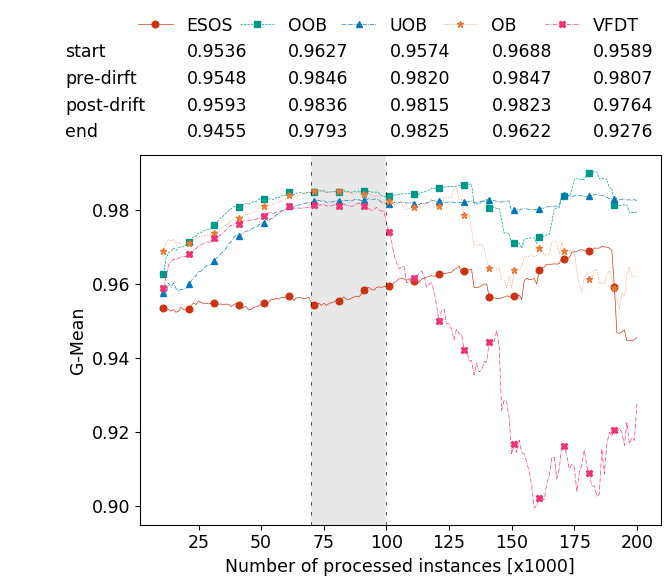 ESOS OOB UOB OB VFDT
start 0.9536 0.9627 0.9574 0.9688 0.9589
pre-dirft 0.9548 0.9846 0.9820 0.9847 0.9807
post-drift 0.9593 0.9836 0.9815 0.9823 0.9764
end 0.9455 0.9793 0.9825 0.9622 0.9276
0.98
0.96
0.94
0.92
0.90
G-Mean
25 50 75 100 125 150 175 200
Number of processed instances [x1000]